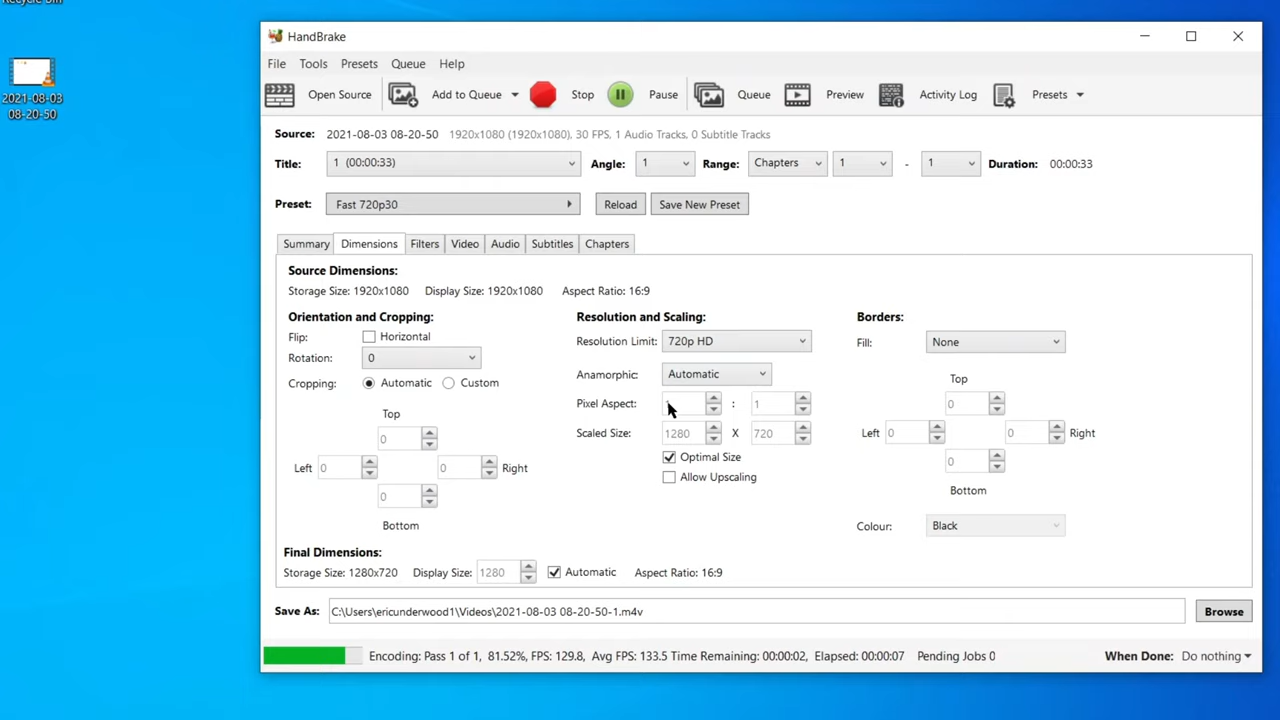 Recycle Bin
2021-08-03
08-20-50
HandBrake
File Tools Presets Queue Help
Open Source Add to Queue Stop Pause Queue Preview Activity Log Presets
Source: 2021-08-03 08-20-50 1920x1080 (1920x1080), 30 FPS, 1 Audio Tracks, 0 Subtitle Tracks
Title: 1 (00:00:33) Angle: 1 Range: Chapters 1 - 1 Duration: 00:00:33
Preset: Fast 720p30 Reload Save New Preset
Summary Dimensions Filters Video Audio Subtitles Chapters
Source Dimensions:
Storage Size: 1920x1080 Display Size: 1920x1080 Aspect Ratio: 16:9
Orientation and Cropping: Resolution and Scaling: Borders:
Flip: Horizontal Resolution Limit: 720p HD Fill: None
Rotation: 0
Anamorphic: Automatic Top
Cropping: Automatic Custom
Pixel Aspect: : 1 0
Top
0 Scaled Size: 1280 X 720 Left 0 0 Right
Optimal Size 0
Left 0 0 Right Allow Upscaling
0 Bottom
Bottom Colour: Black
Final Dimensions:
Storage Size: 1280x720 Display Size: 1280 Automatic Aspect Ratio: 16:9
Save As: C:\Users\ericunderwood1\Videos\2021-08-03 08-20-50-1.m4v Browse
Encoding: Pass 1 of 1, 81.52%, FPS: 129.8, Avg FPS: 133.5 Time Remaining: 00:00:02, Elapsed: 00:00:07 Pending Jobs 0 When Done: Do nothing